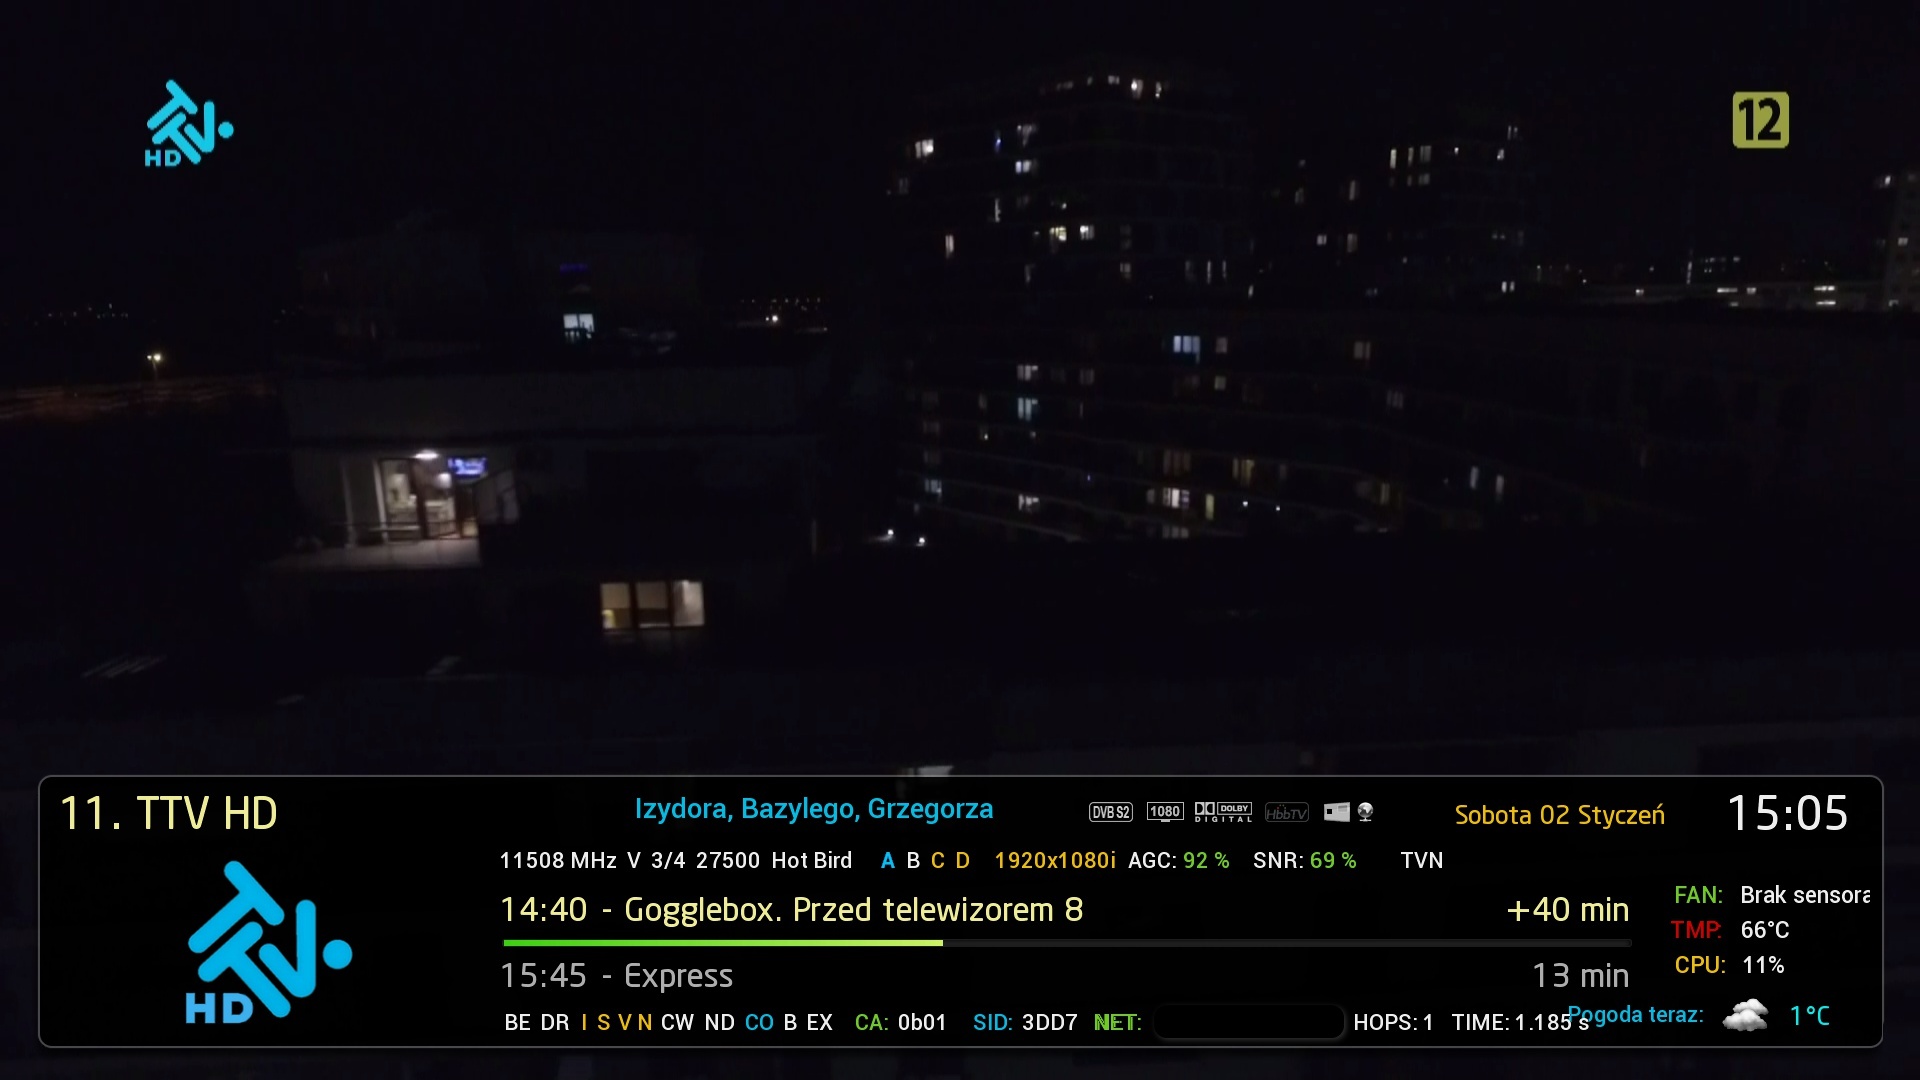 TTV HD
12
11. TTV HD
Izydora, Bazylego, Grzegorza
DVB S2 1080 DOLBY DIGITAL HbbTV
Sobota 02 Styczeń
15:05
11508 MHz V 3/4 27500 Hot Bird A B C D 1920x1080i AGC: 92 % SNR: 69 % TVN
14:40 - Gogglebox. Przed telewizorem 8 +40 min
15:45 - Express 13 min
FAN: Brak sensora
TMP: 66°C
CPU: 11%
TTV HD
BE DR I S V N CW ND CO B EX CA: 0b01 SID: 3DD7 NET: HOPS: 1 TIME: 1.185 s
Pogoda teraz: 1°C